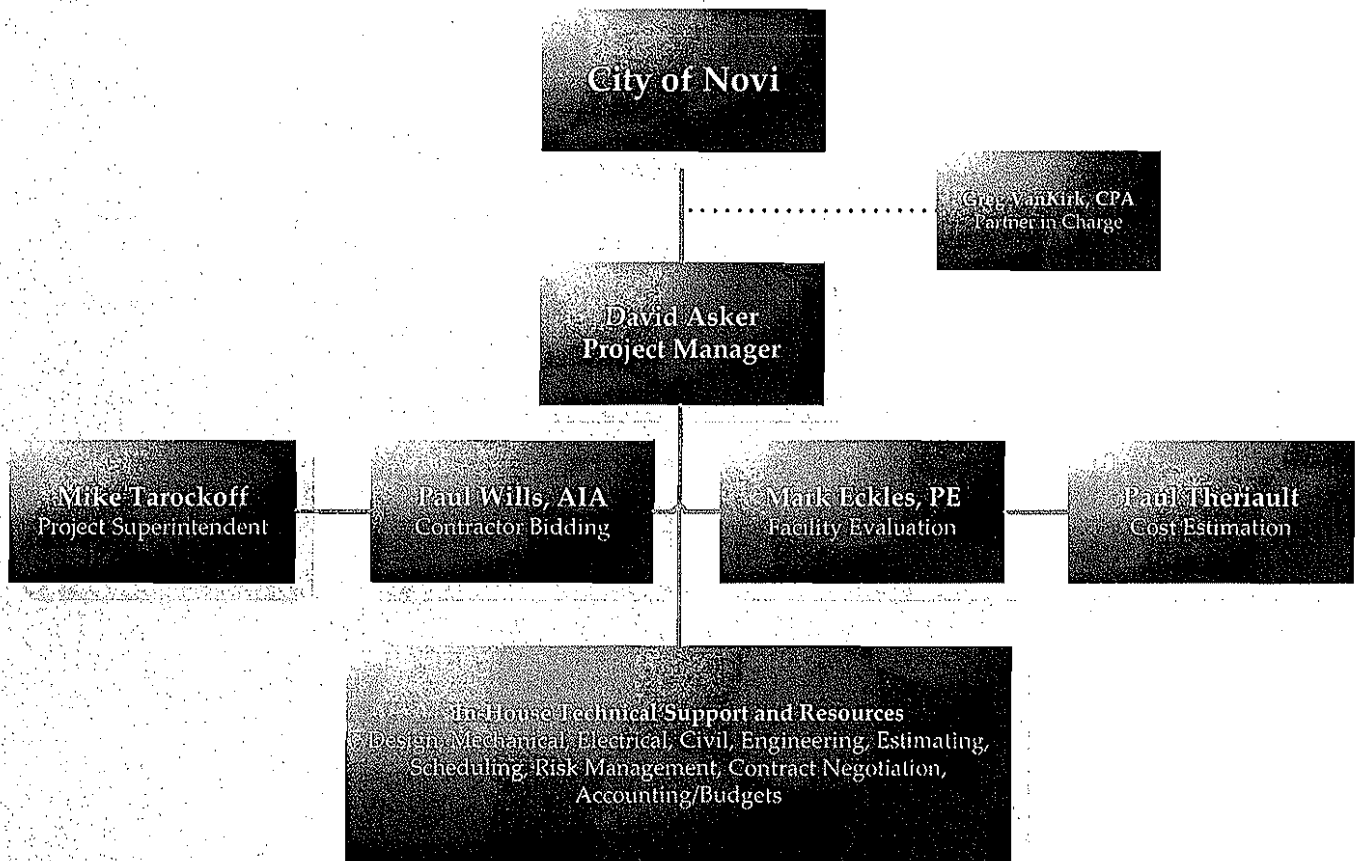 City of Novi
Greg VanKirk, CPA
Partner in Charge
David Asker
Project Manager
Mike Tarockoff
Project Superintendent
Paul Wills, AIA
Contractor Bidding
Mark Eckles, PE
Facility Evaluation
Paul Theriault
Cost Estimation
In-House Technical Support and Resources
Design, Mechanical, Electrical, Civil, Engineering, Estimating,
Scheduling, Risk Management, Contract Negotiation,
Accounting/Budgets